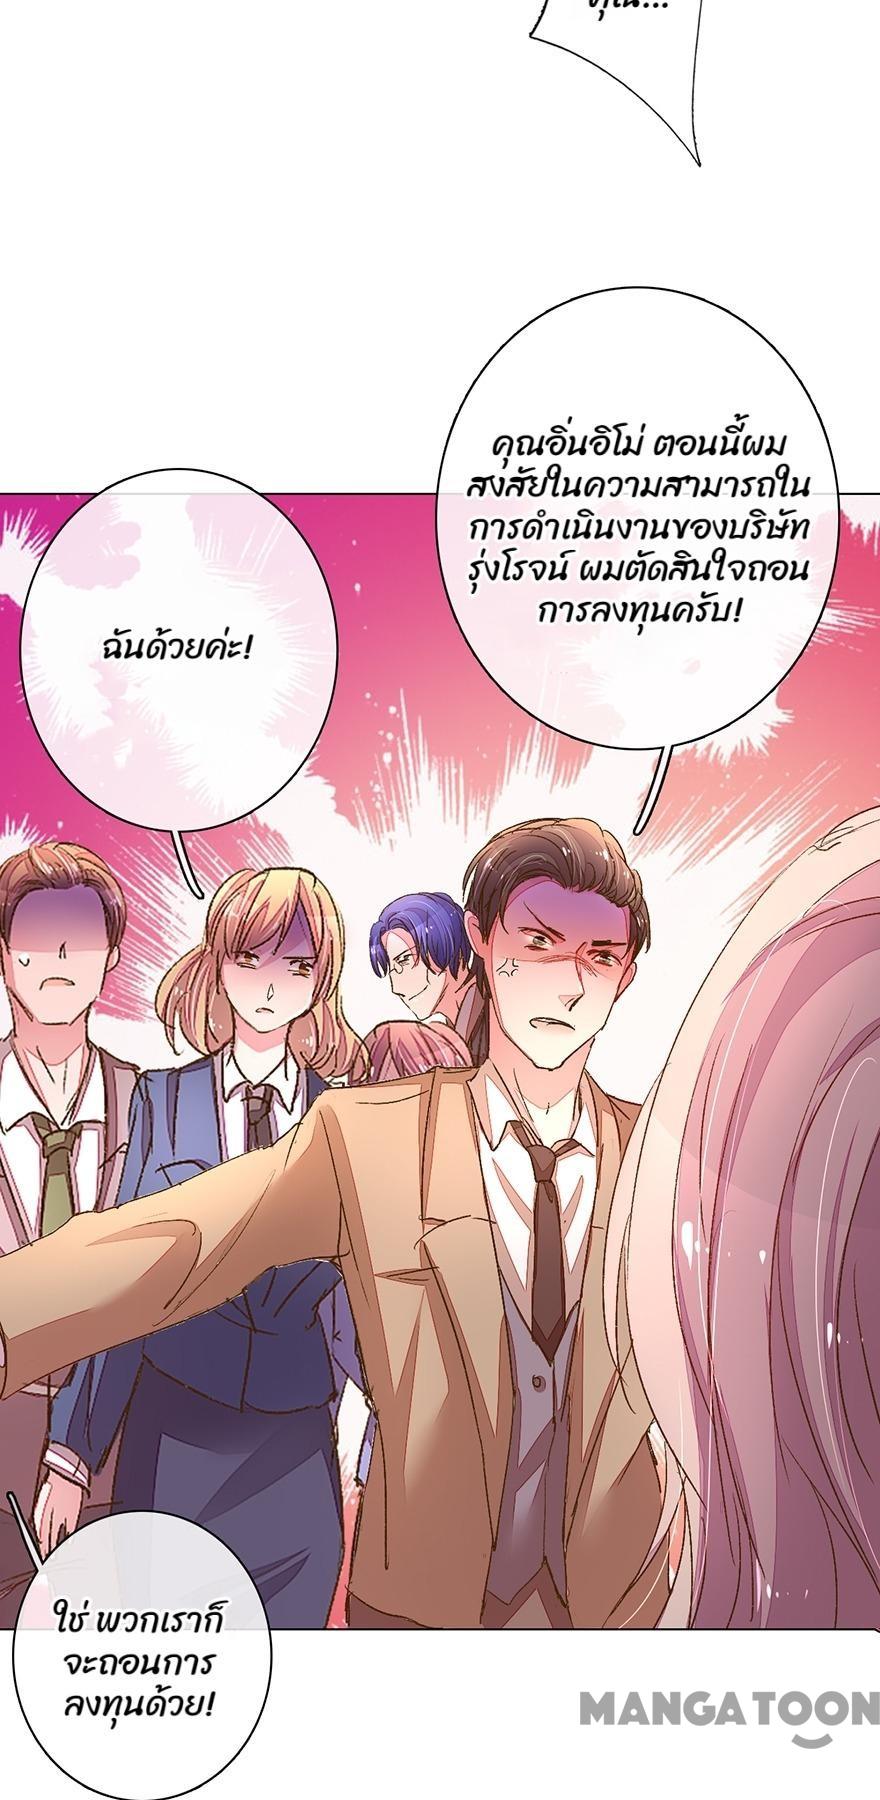 คุณ...
คุณอิ่นอิโม่ ตอนนี้ผม
สงสัยในความสามารถใน
การดำเนินงานของบริษัท
รุ่งโรจน์ ผมตัดสินใจถอน
การลงทุนครับ!
ฉันด้วยค่ะ!
ใช่ พวกเราก็
จะถอนการ
ลงทุนด้วย!
MANGATOON